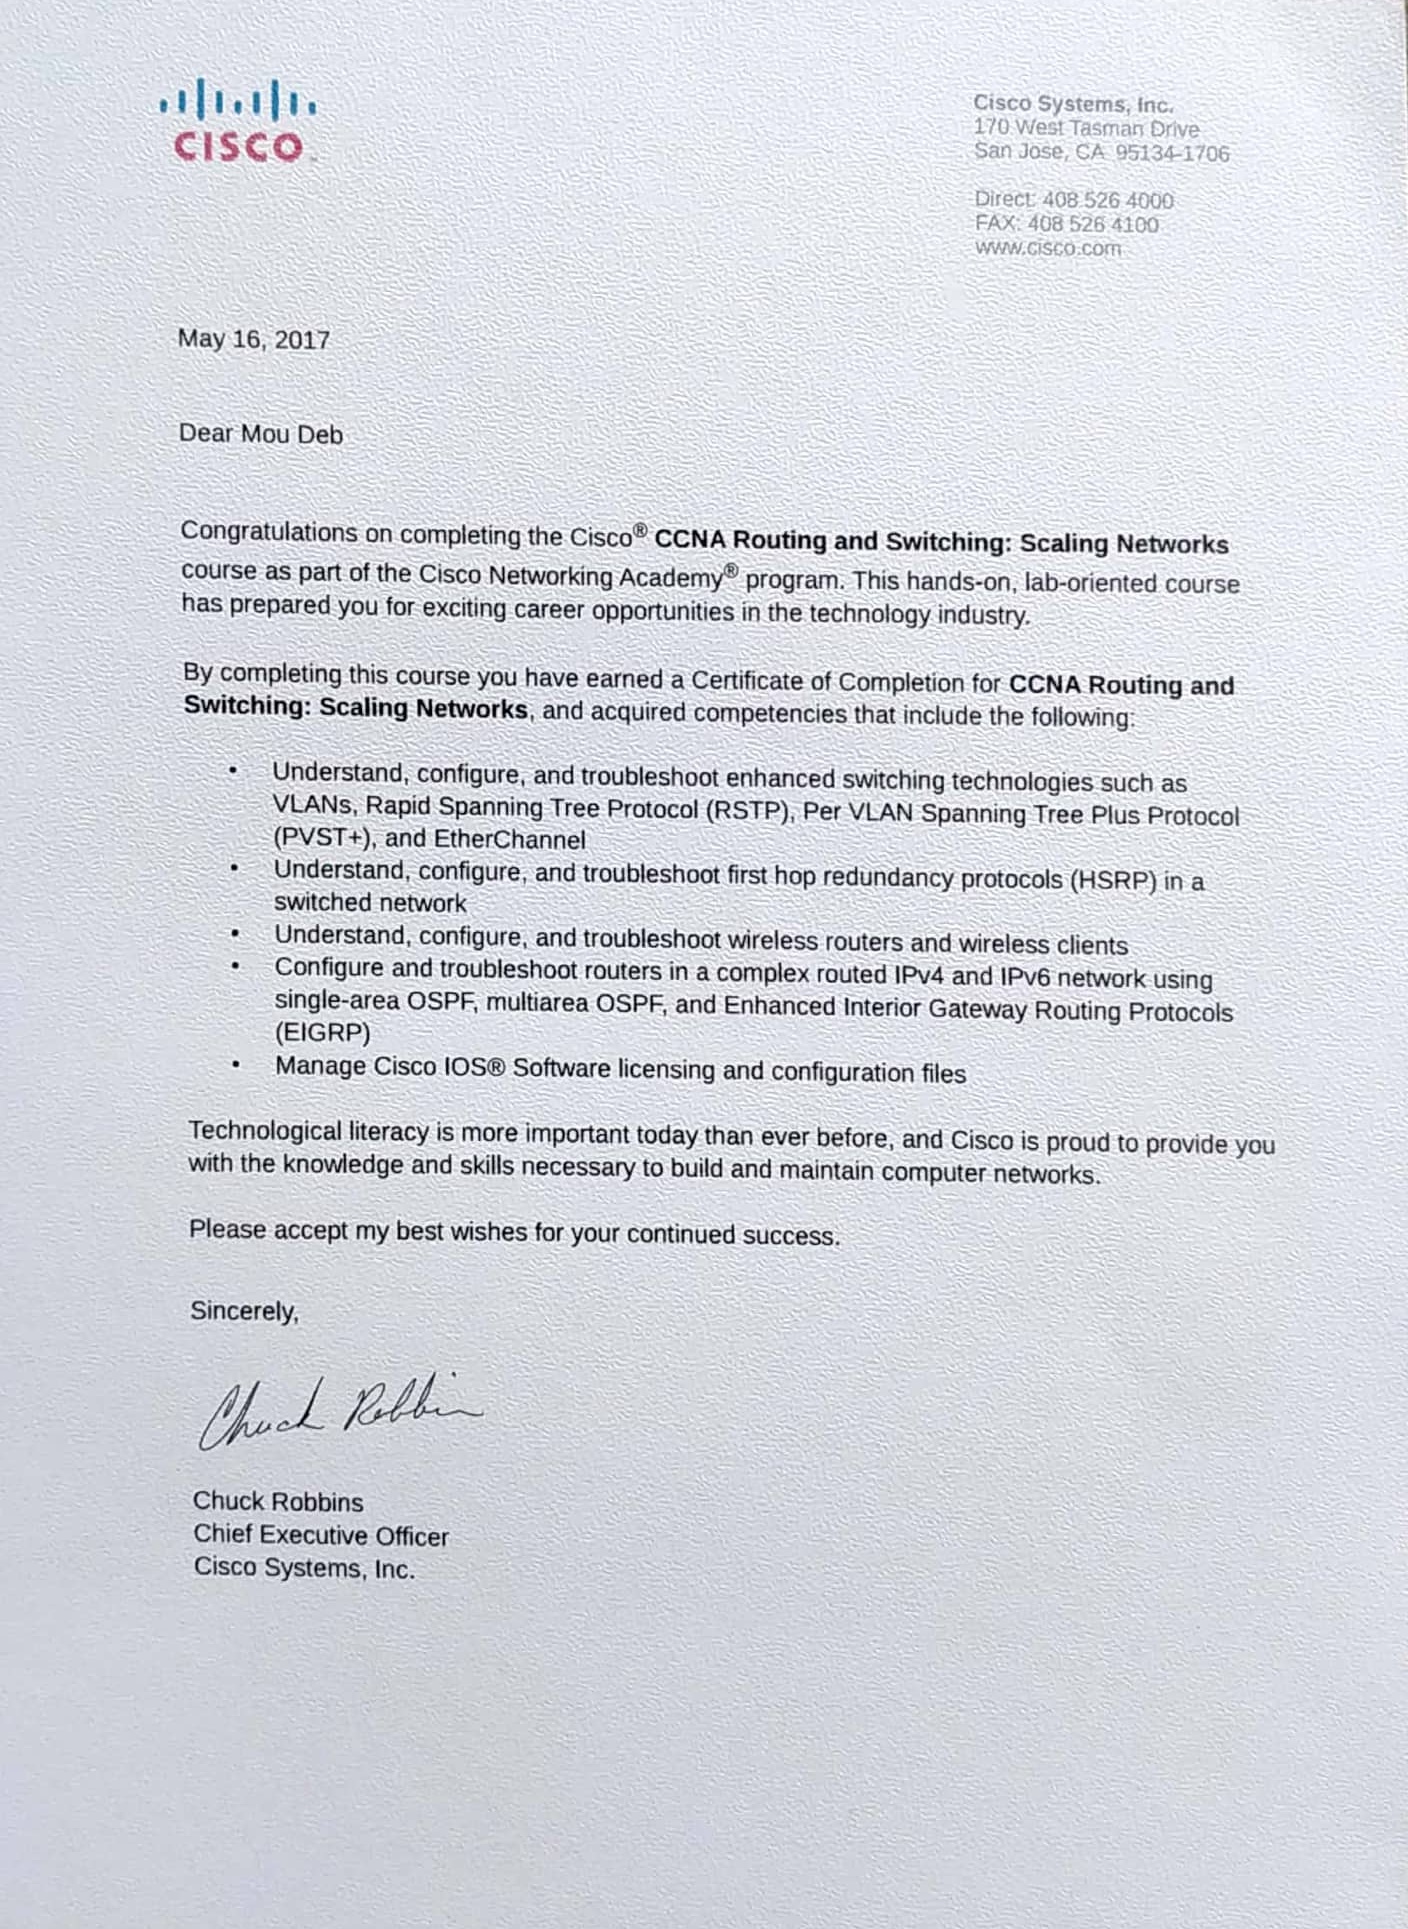 CISCO
Cisco Systems, Inc.
170 West Tasman Drive
San Jose, CA 95134-1706
Direct: 408 526 4000
FAX: 408 526 4100
www.cisco.com
May 16, 2017
Dear Mou Deb
Congratulations on completing the Cisco® CCNA Routing and Switching: Scaling Networks
course as part of the Cisco Networking Academy® program. This hands-on, lab-oriented course
has prepared you for exciting career opportunities in the technology industry.
By completing this course you have earned a Certificate of Completion for CCNA Routing and
Switching: Scaling Networks, and acquired competencies that include the following:
• Understand, configure, and troubleshoot enhanced switching technologies such as
VLANs, Rapid Spanning Tree Protocol (RSTP), Per VLAN Spanning Tree Plus Protocol
(PVST+), and EtherChannel
• Understand, configure, and troubleshoot first hop redundancy protocols (HSRP) in a
switched network
• Understand, configure, and troubleshoot wireless routers and wireless clients
• Configure and troubleshoot routers in a complex routed IPv4 and IPv6 network using
single-area OSPF, multiarea OSPF, and Enhanced Interior Gateway Routing Protocols
(EIGRP)
• Manage Cisco IOS® Software licensing and configuration files
Technological literacy is more important today than ever before, and Cisco is proud to provide you
with the knowledge and skills necessary to build and maintain computer networks.
Please accept my best wishes for your continued success.
Sincerely,
Chuck Robbins
Chuck Robbins
Chief Executive Officer
Cisco Systems, Inc.